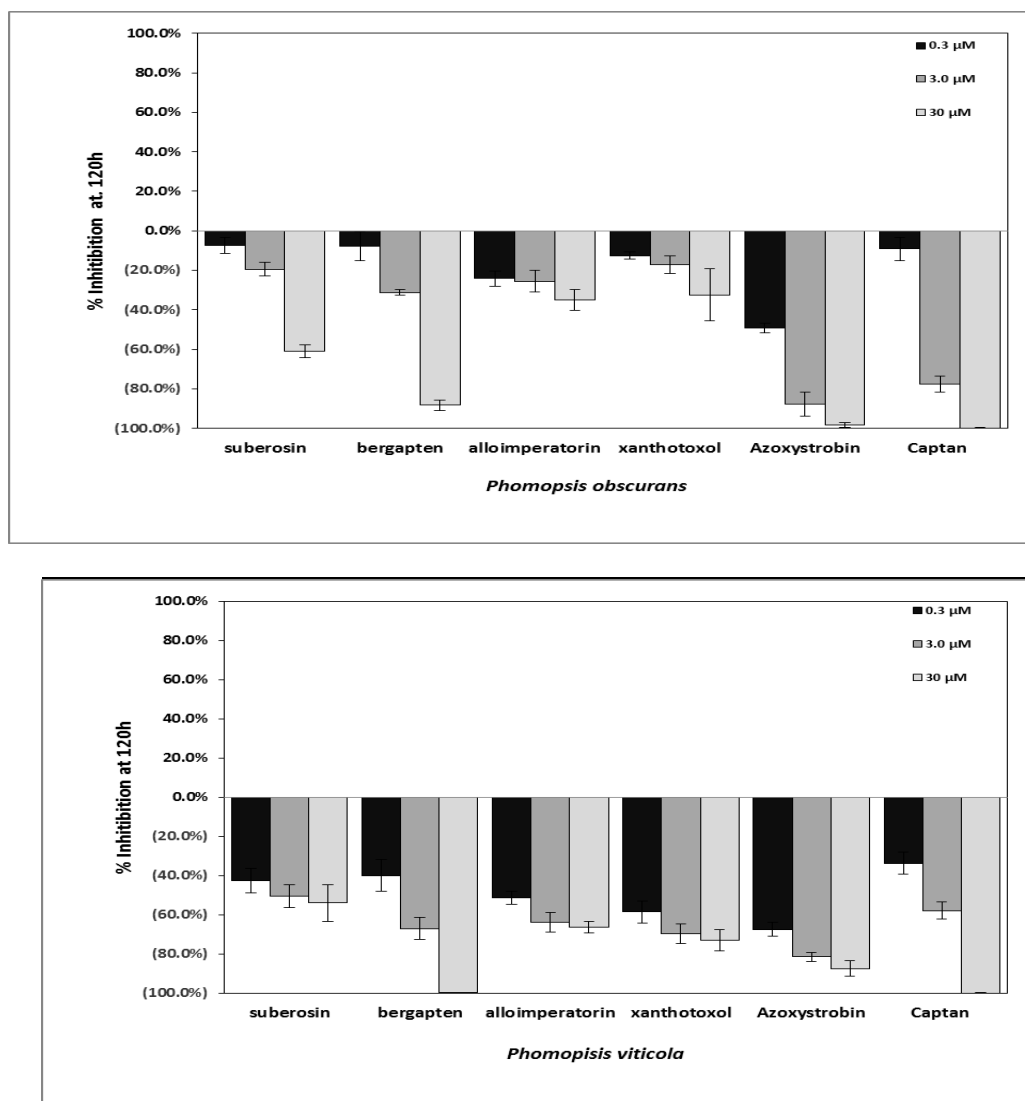 100.0%
80.0%
60.0%
40.0%
20.0%
0.0%
(20.0%)
(40.0%)
(60.0%)
(80.0%)
(100.0%)
% Inhitibition at. 120h
0.3 µM
3.0 µM
30 µM
suberosin bergapten alloimperatorin xanthotoxol Azoxystrobin Captan
Phomopsis obscurans
100.0%
80.0%
60.0%
40.0%
20.0%
0.0%
(20.0%)
(40.0%)
(60.0%)
(80.0%)
(100.0%)
% Inhitibition at 120h
0.3 µM
3.0 µM
30 µM
suberosin bergapten alloimperatorin xanthotoxol Azoxystrobin Captan
Phomopisis viticola